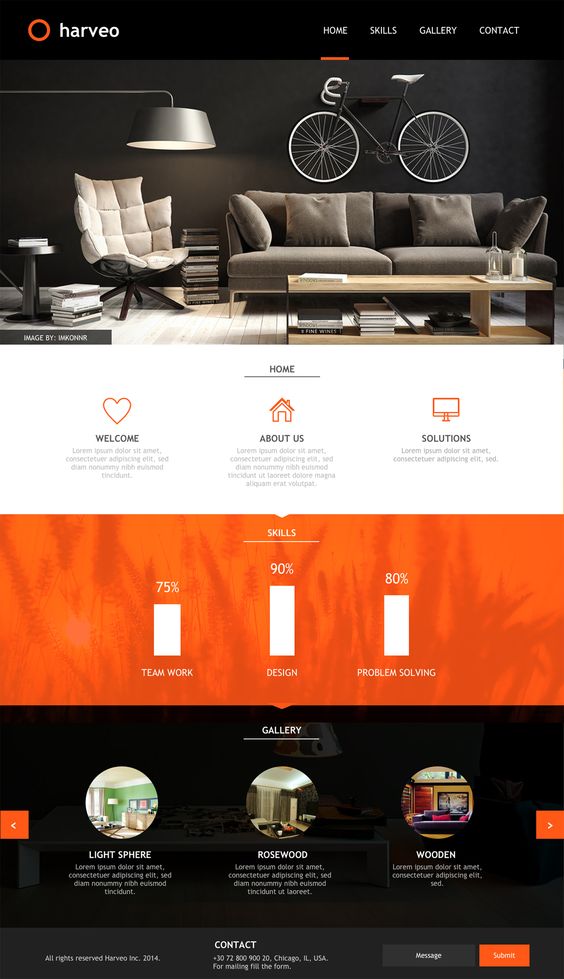 harveo
HOME SKILLS GALLERY CONTACT
8 FINE WINES
IMAGE BY: IMKONNR
HOME
WELCOME
Lorem ipsum dolor sit amet,
consectetuer adipiscing elit, sed
diam nonummy nibh euismod
tincidunt.
ABOUT US
Lorem ipsum dolor sit amet,
consectetuer adipiscing elit, sed
diam nonummy nibh euismod
tincidunt ut laoreet dolore magna
aliquam erat volutpat.
SOLUTIONS
Lorem ipsum dolor sit amet,
consectetuer adipiscing elit, sed.
SKILLS
75%
90%
80%
TEAM WORK
DESIGN
PROBLEM SOLVING
GALLERY
<
>
LIGHT SPHERE
Lorem ipsum dolor sit amet,
consectetuer adipiscing elit, sed
diam nonummy nibh euismod
tincidunt.
ROSEWOOD
Lorem ipsum dolor sit amet,
consectetuer adipiscing elit, sed
diam nonummy nibh euismod
tincidunt ut laoreet.
WOODEN
Lorem ipsum dolor sit amet,
consectetuer adipiscing elit,
sed.
All rights reserved Harveo Inc. 2014.
CONTACT
+30 72 800 900 20, Chicago, IL, USA.
For mailing fill the form.
Message
Submit